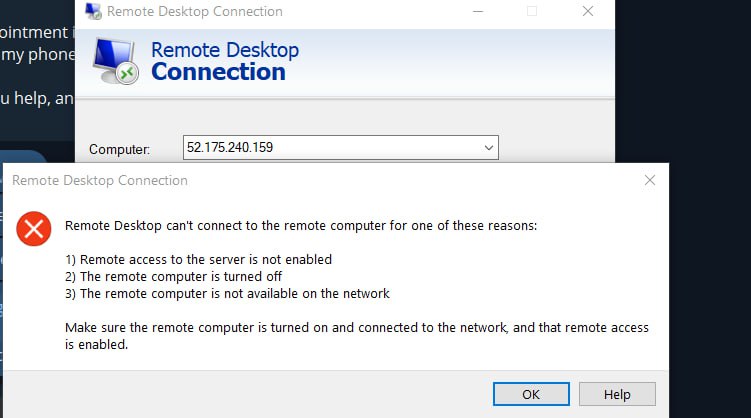 Remote Desktop Connection
ointment i
my phone
Remote Desktop
Connection
u help, an
Computer:
52.175.240.159
Remote Desktop Connection
Remote Desktop can't connect to the remote computer for one of these reasons:
1) Remote access to the server is not enabled
2) The remote computer is turned off
3) The remote computer is not available on the network
Make sure the remote computer is turned on and connected to the network, and that remote access
is enabled.
OK
Help